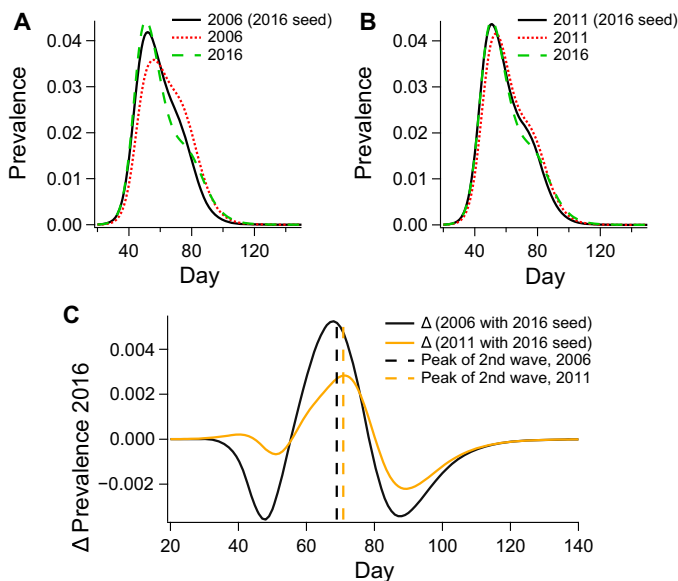 A
2006 (2016 seed)
2006
2016
0.04
0.03
0.02
0.01
0.00
Prevalence
40
80
120
Day
B
2011 (2016 seed)
2011
2016
0.04
0.03
0.02
0.01
0.00
Prevalence
40
80
120
Day
C
Δ (2006 with 2016 seed)
Δ (2011 with 2016 seed)
Peak of 2nd wave, 2006
Peak of 2nd wave, 2011
0.004
0.002
0.000
−0.002
Δ Prevalence 2016
20
40
60
80
100
120
140
Day